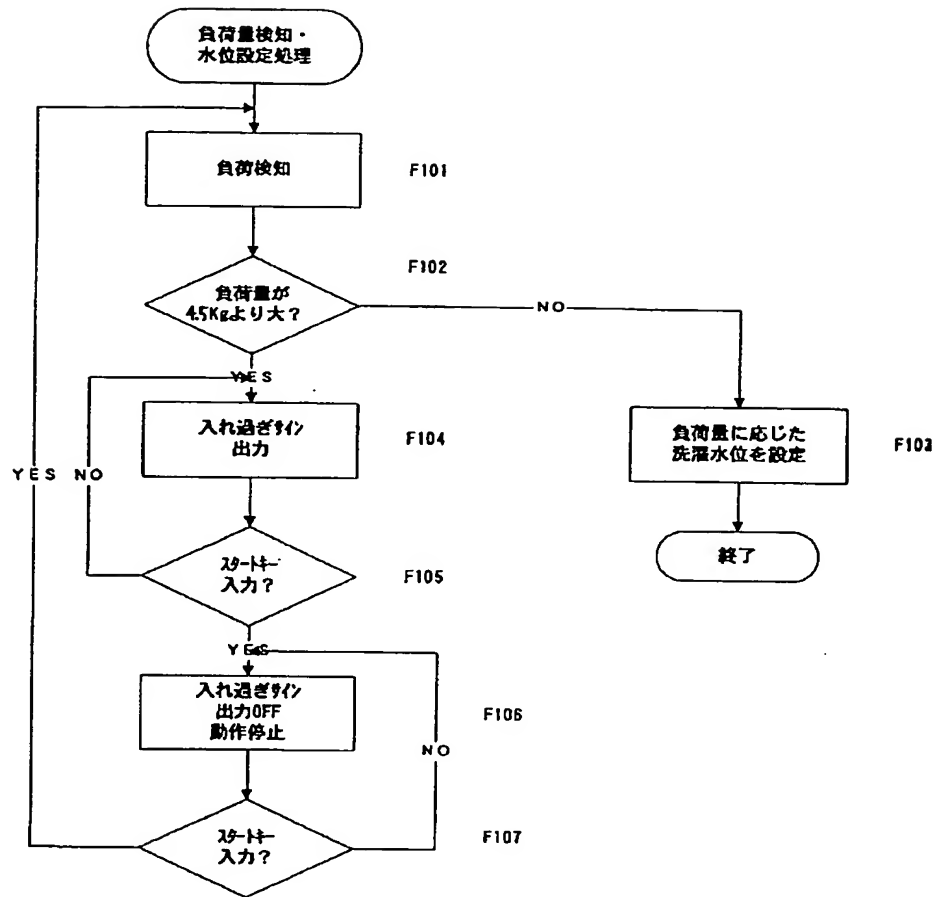 負荷量検知・
水位設定処理
負荷検知
F101
F102
負荷量が
4.5Kgより大?
NO
YES
入れ過ぎサイン
出力
F104
負荷量に応じた
洗濯水位を設定
F103
YES
NO
終了
スタートキー
入力?
F105
YES
入れ過ぎサイン
出力OFF
動作停止
F106
NO
スタートキー
入力?
F107